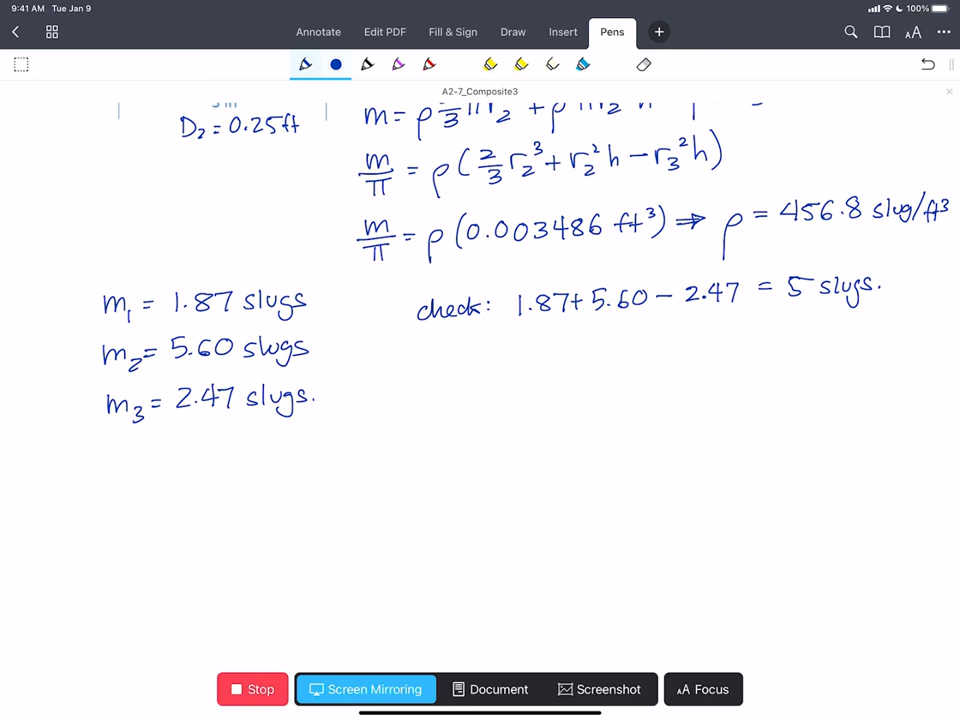 9:41 AM Tue Jan 9
100%
Annotate Edit PDF Fill & Sign Draw Insert Pens
AA
A2-7_Composite3
D₂ = 0.25ft
m/π = ρ(2/3 r₂³ + r₂²h − r₃²h)
m/π = ρ(0.003486 ft³) ⇒ ρ = 456.8 slug/ft³
m₁ = 1.87 slugs
check: 1.87 + 5.60 − 2.47 = 5 slugs.
m₂ = 5.60 slugs
m₃ = 2.47 slugs.
Stop Screen Mirroring Document Screenshot AA Focus